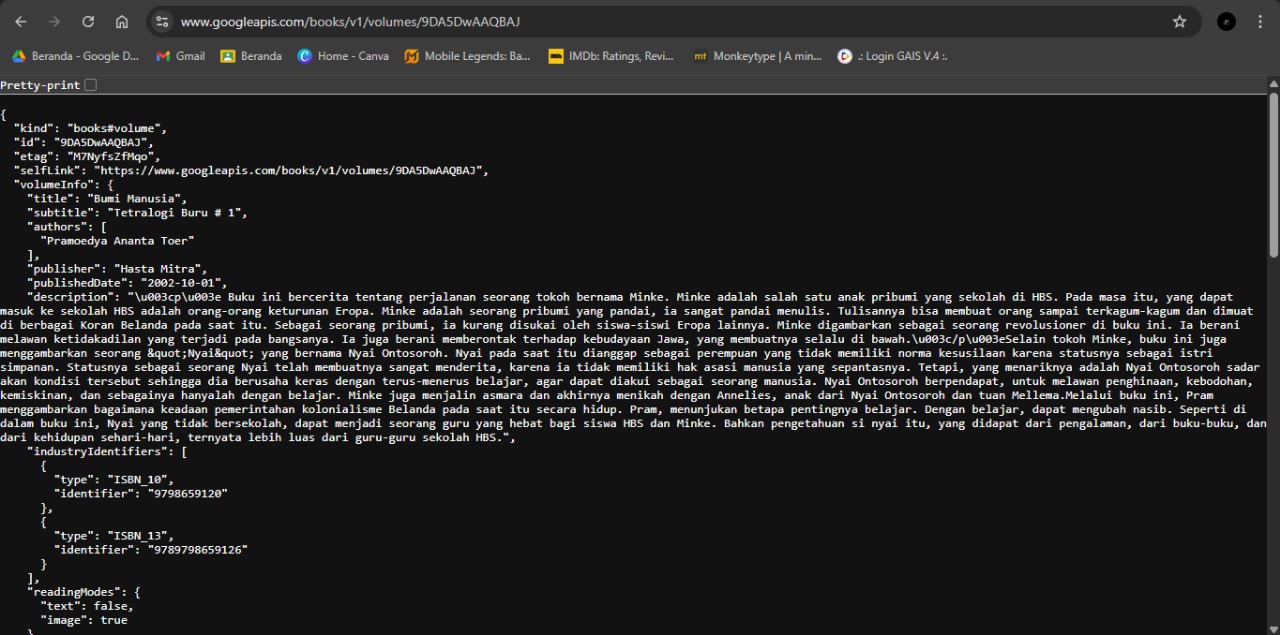 www.googleapis.com/books/v1/volumes/9DA5DwAAQBAJ
Beranda - Google D... Gmail Beranda Home - Canva Mobile Legends: Ba... IMDb: Ratings, Revi... Monkeytype | A min... .: Login GAIS V.4 :.
Pretty-print
{
  "kind": "books#volume",
  "id": "9DA5DwAAQBAJ",
  "etag": "M7NyfsZfMqo",
  "selfLink": "https://www.googleapis.com/books/v1/volumes/9DA5DwAAQBAJ",
  "volumeInfo": {
    "title": "Bumi Manusia",
    "subtitle": "Tetralogi Buru # 1",
    "authors": [
      "Pramoedya Ananta Toer"
    ],
    "publisher": "Hasta Mitra",
    "publishedDate": "2002-10-01",
    "description": "\u003cp\u003e Buku ini bercerita tentang perjalanan seorang tokoh bernama Minke. Minke adalah salah satu anak pribumi yang sekolah di HBS. Pada masa itu, yang dapat
masuk ke sekolah HBS adalah orang-orang keturunan Eropa. Minke adalah seorang pribumi yang pandai, ia sangat pandai menulis. Tulisannya bisa membuat orang sampai terkagum-kagum dan dimuat
di berbagai Koran Belanda pada saat itu. Sebagai seorang pribumi, ia kurang disukai oleh siswa-siswi Eropa lainnya. Minke digambarkan sebagai seorang revolusioner di buku ini. Ia berani
melawan ketidakadilan yang terjadi pada bangsanya. Ia juga berani memberontak terhadap kebudayaan Jawa, yang membuatnya selalu di bawah.\u003c/p\u003eSelain tokoh Minke, buku ini juga
menggambarkan seorang &quot;Nyai&quot; yang bernama Nyai Ontosoroh. Nyai pada saat itu dianggap sebagai perempuan yang tidak memiliki norma kesusilaan karena statusnya sebagai istri
simpanan. Statusnya sebagai seorang Nyai telah membuatnya sangat menderita, karena ia tidak memiliki hak asasi manusia yang sepantasnya. Tetapi, yang menariknya adalah Nyai Ontosoroh sadar
akan kondisi tersebut sehingga dia berusaha keras dengan terus-menerus belajar, agar dapat diakui sebagai seorang manusia. Nyai Ontosoroh berpendapat, untuk melawan penghinaan, kebodohan,
kemiskinan, dan sebagainya hanyalah dengan belajar. Minke juga menjalin asmara dan akhirnya menikah dengan Annelies, anak dari Nyai Ontosoroh dan tuan Mellema.Melalui buku ini, Pram
menggambarkan bagaimana keadaan pemerintahan kolonialisme Belanda pada saat itu secara hidup. Pram, menunjukan betapa pentingnya belajar. Dengan belajar, dapat mengubah nasib. Seperti di
dalam buku ini, Nyai yang tidak bersekolah, dapat menjadi seorang guru yang hebat bagi siswa HBS dan Minke. Bahkan pengetahuan si nyai itu, yang didapat dari pengalaman, dari buku-buku, dan
dari kehidupan sehari-hari, ternyata lebih luas dari guru-guru sekolah HBS.",
    "industryIdentifiers": [
      {
        "type": "ISBN_10",
        "identifier": "9798659120"
      },
      {
        "type": "ISBN_13",
        "identifier": "9789798659126"
      }
    ],
    "readingModes": {
      "text": false,
      "image": true
    }